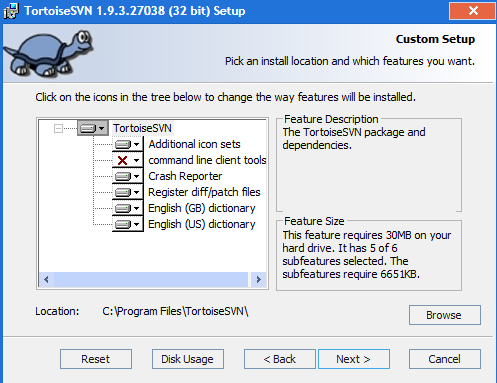 TortoiseSVN 1.9.3.27038 (32 bit) Setup
Custom Setup
Pick an install location and which features you want.
Click on the icons in the tree below to change the way features will be installed.
TortoiseSVN
Additional icon sets
command line client tools
Crash Reporter
Register diff/patch files
English (GB) dictionary
English (US) dictionary
Feature Description
The TortoiseSVN package and
dependencies.
Feature Size
This feature requires 30MB on your
hard drive. It has 5 of 6
subfeatures selected. The
subfeatures require 6651KB.
Location: C:\Program Files\TortoiseSVN\
Browse
Reset Disk Usage < Back Next > Cancel